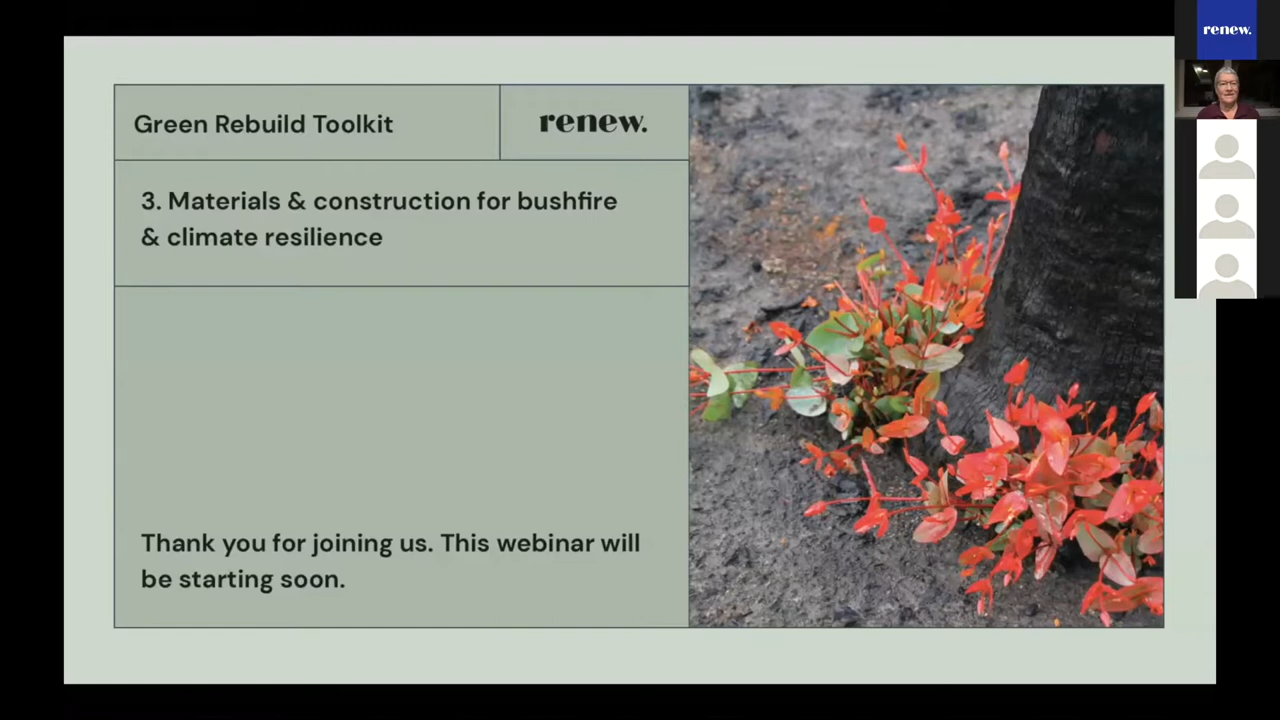 Green Rebuild Toolkit
renew.
3. Materials & construction for bushfire
& climate resilience
Thank you for joining us. This webinar will
be starting soon.
renew.